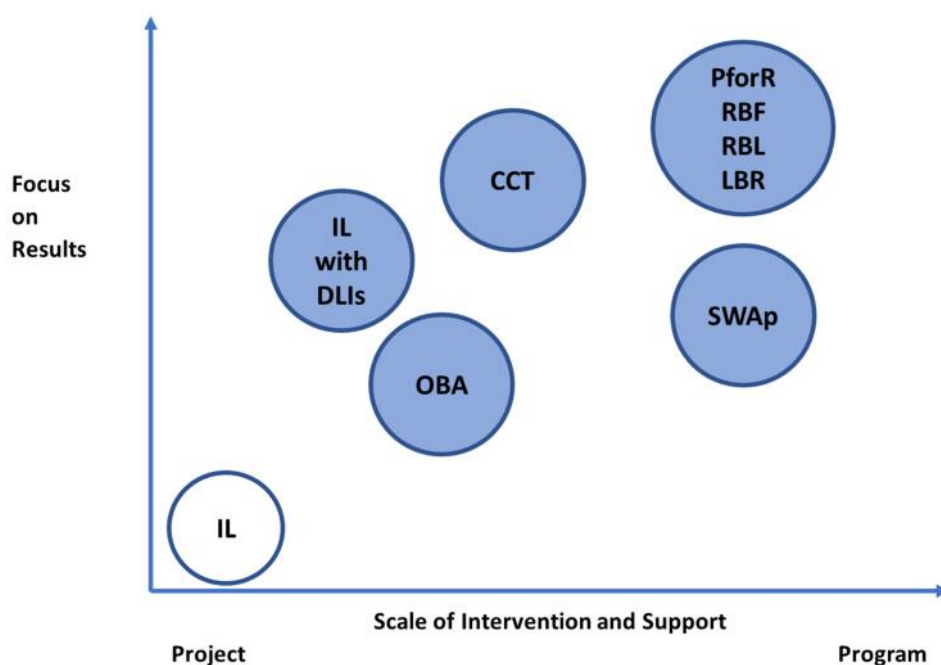 PforR
RBF
RBL
LBR
CCT
Focus
on
Results
IL
with
DLIs
SWAp
OBA
IL
Scale of Intervention and Support
Project
Program